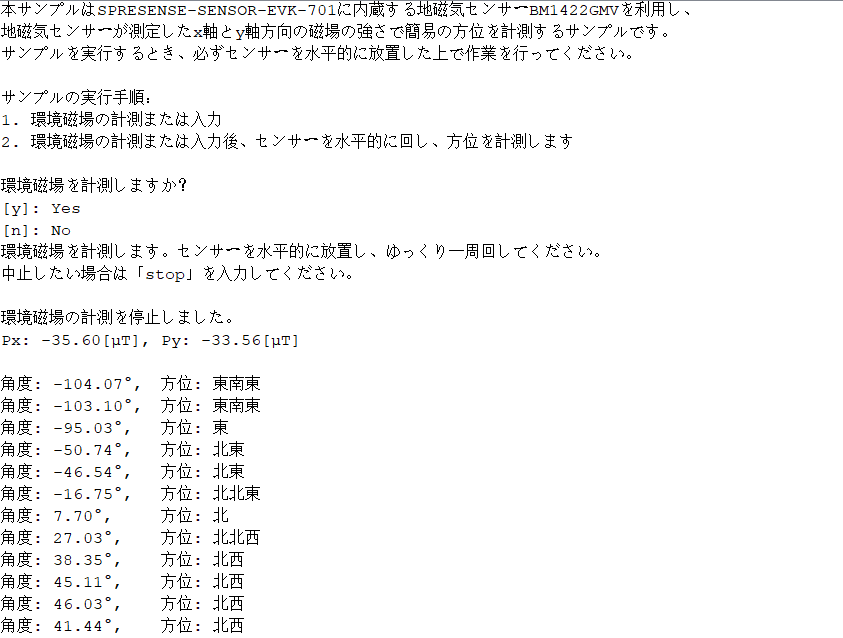 本サンプルはSPRESENSE-SENSOR-EVK-701に内蔵する地磁気センサーBM1422GMVを利用し、
地磁気センサーが測定したx軸とy軸方向の磁場の強さで簡易の方位を計測するサンプルです。
サンプルを実行するとき、必ずセンサーを水平的に放置した上で作業を行ってください。
サンプルの実行手順:
1. 環境磁場の計測または入力
2. 環境磁場の計測または入力後、センサーを水平的に回し、方位を計測します
環境磁場を計測しますか?
[y]: Yes
[n]: No
環境磁場を計測します。センサーを水平的に放置し、ゆっくり一周回してください。
中止したい場合は「stop」を入力してください。
環境磁場の計測を停止しました。
Px: -35.60[μT], Py: -33.56[μT]
角度: -104.07°, 方位: 東南東
角度: -103.10°, 方位: 東南東
角度: -95.03°, 方位: 東
角度: -50.74°, 方位: 北東
角度: -46.54°, 方位: 北東
角度: -16.75°, 方位: 北北東
角度: 7.70°, 方位: 北
角度: 27.03°, 方位: 北北西
角度: 38.35°, 方位: 北西
角度: 45.11°, 方位: 北西
角度: 46.03°, 方位: 北西
角度: 41.44°, 方位: 北西